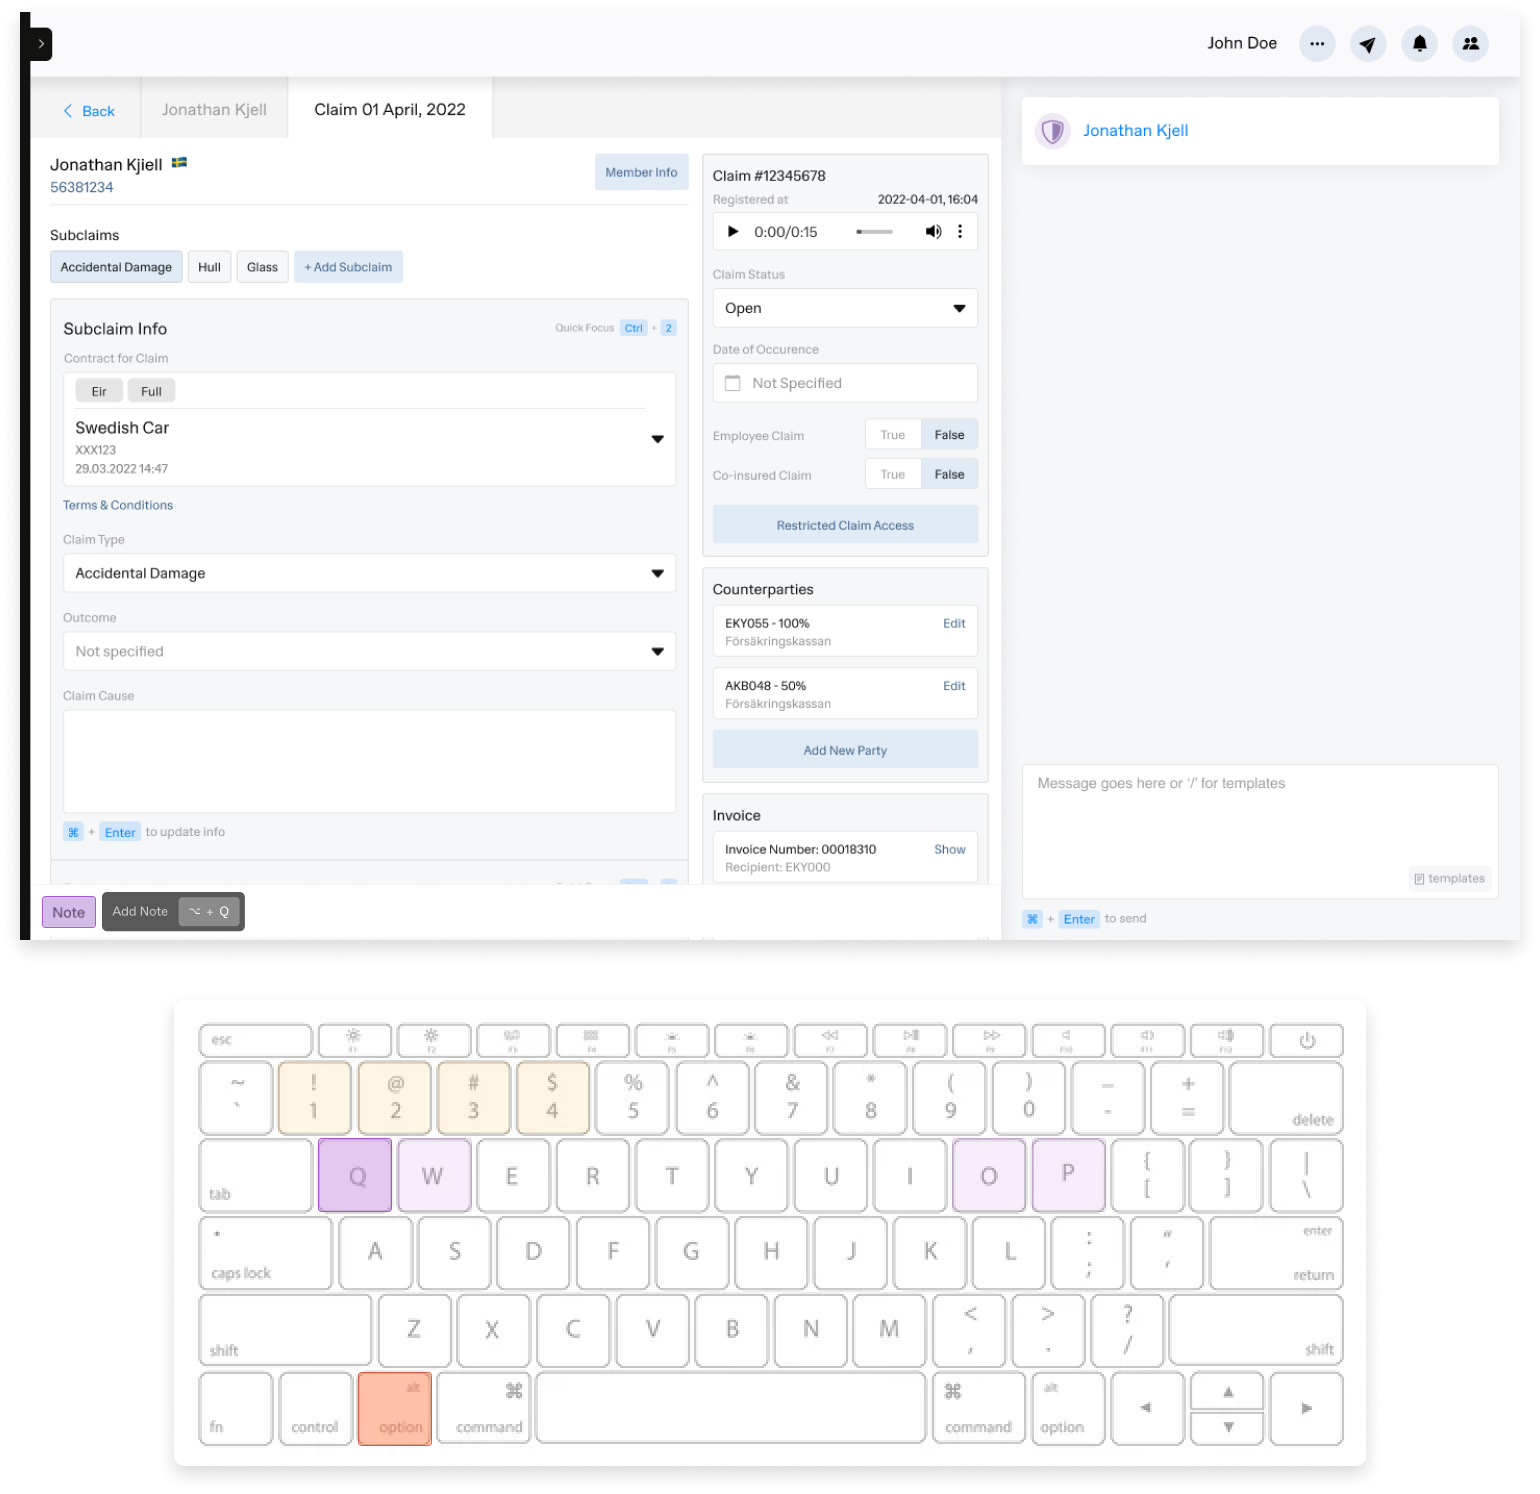 John Doe
Back
Jonathan Kjell
Claim 01 April, 2022
Jonathan Kjell
Jonathan Kjiell
56381234
Member Info
Subclaims
Accidental Damage
Hull
Glass
+ Add Subclaim
Subclaim Info
Quick Focus Ctrl + 2
Contract for Claim
Eir
Full
Swedish Car
XXX123
29.03.2022 14:47
Terms & Conditions
Claim Type
Accidental Damage
Outcome
Not specified
Claim Cause
⌘ + Enter to update info
Note
Add Note ⌥ + Q
Claim #12345678
Registered at 2022-04-01, 16:04
0:00/0:15
Claim Status
Open
Date of Occurence
Not Specified
Employee Claim True False
Co-insured Claim True False
Restricted Claim Access
Counterparties
EKY055 - 100% Edit
Försäkringskassan
AKB048 - 50% Edit
Försäkringskassan
Add New Party
Invoice
Invoice Number: 00018310 Show
Recipient: EKY000
Message goes here or '/' for templates
templates
⌘ + Enter to send
esc F1 F2 F3 F4 F5 F6 F7 F8 F9 F10 F11 F12
~ ! @ # $ % ^ & * ( ) _ +
` 1 2 3 4 5 6 7 8 9 0 - = delete
tab Q W E R T Y U I O P { [ } ] | \
caps lock A S D F G H J K L : ; " ' enter return
shift Z X C V B N M < , > . ? / shift
fn control alt option ⌘ command ⌘ command alt option ◀ ▲ ▼ ▶